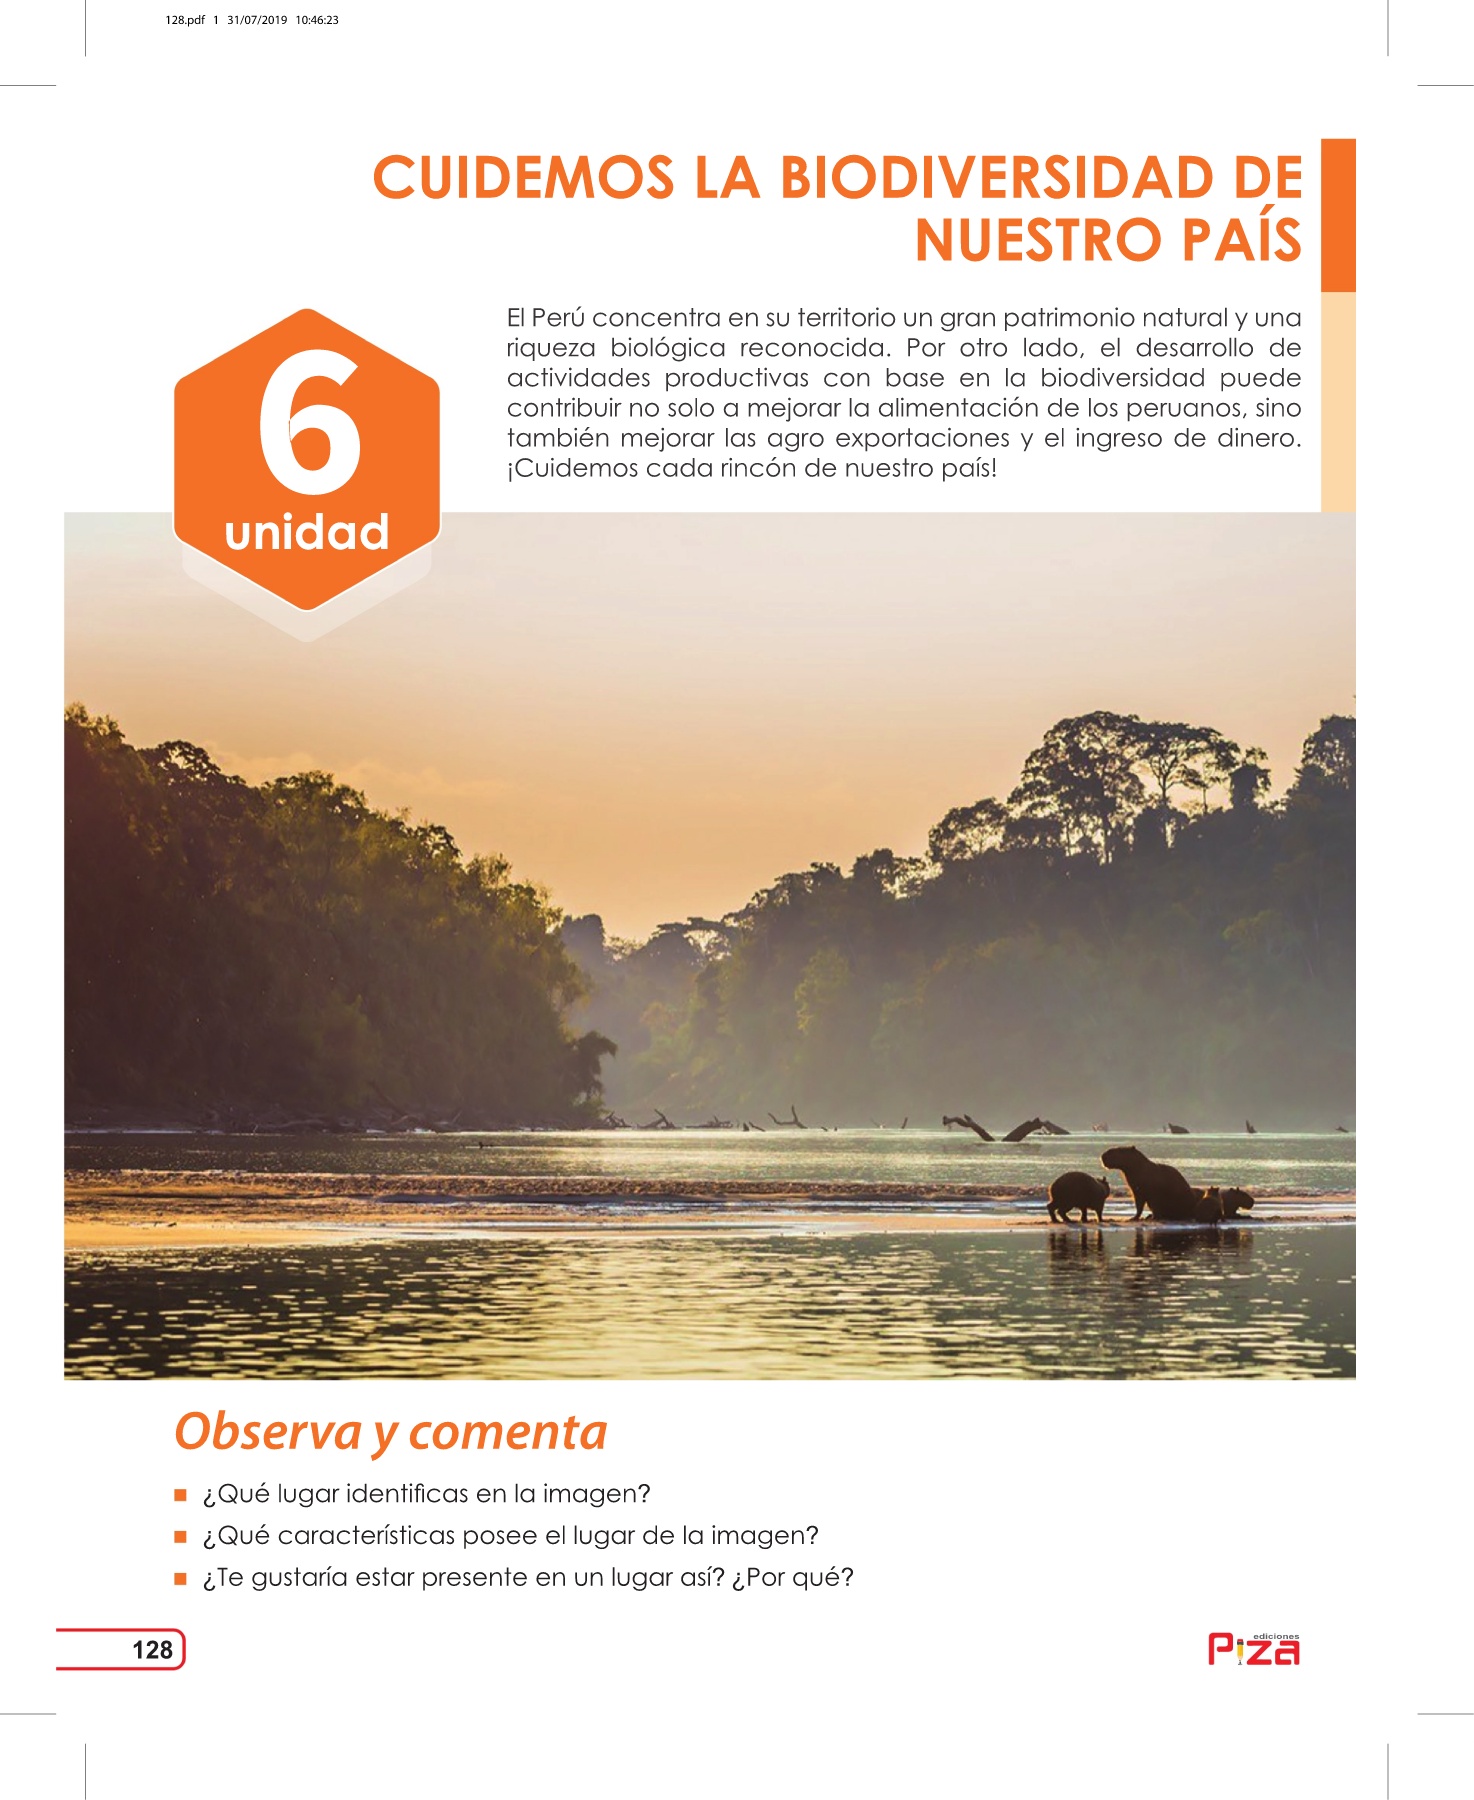 128.pdf 1 31/07/2019 10:46:23
CUIDEMOS LA BIODIVERSIDAD DE
NUESTRO PAÍS
6
unidad
El Perú concentra en su territorio un gran patrimonio natural y una
riqueza biológica reconocida. Por otro lado, el desarrollo de
actividades productivas con base en la biodiversidad puede
contribuir no solo a mejorar la alimentación de los peruanos, sino
también mejorar las agro exportaciones y el ingreso de dinero.
¡Cuidemos cada rincón de nuestro país!
Observa y comenta
¿Qué lugar identificas en la imagen?
¿Qué características posee el lugar de la imagen?
¿Te gustaría estar presente en un lugar así? ¿Por qué?
128
ediciones
Piza